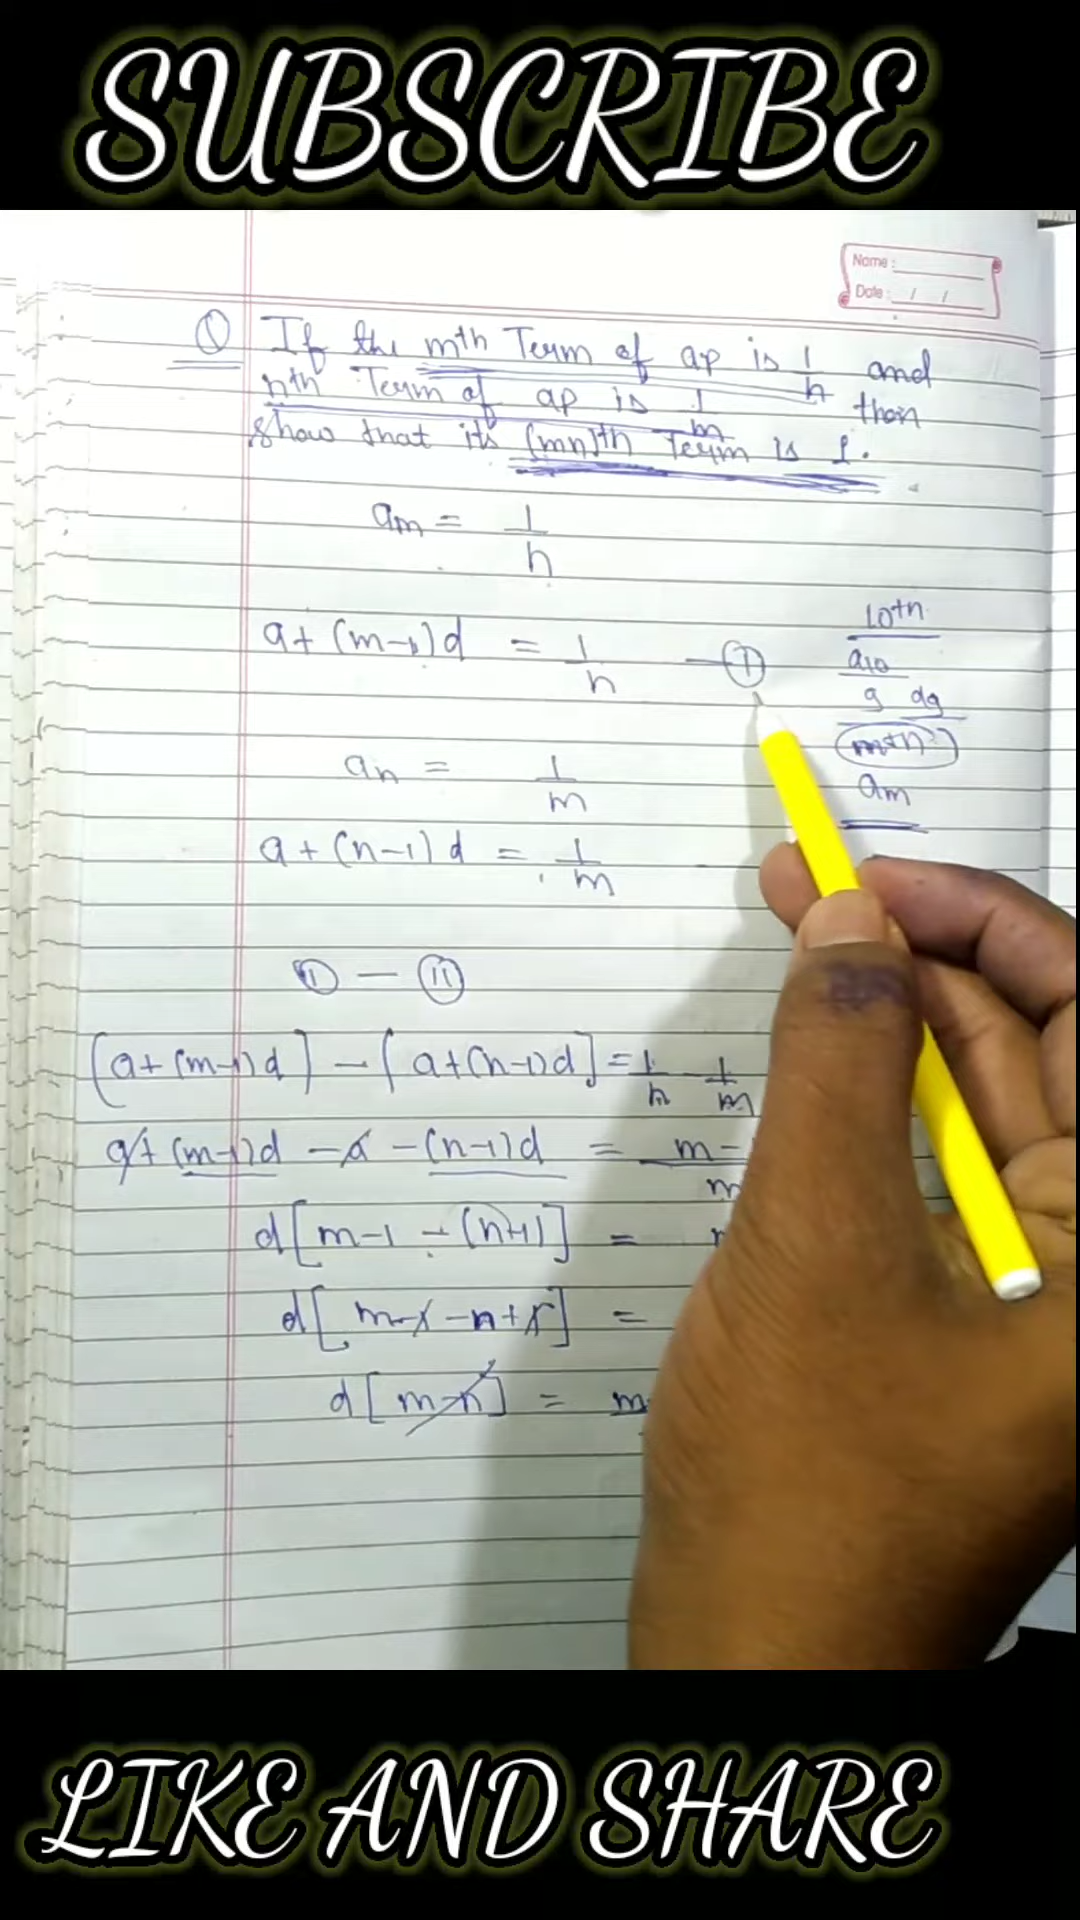 SUBSCRIBE
Name :
Date : / /
Q If the mth Term of ap is 1/n and
nth Term of ap is 1/m then
show that its (mn)th Term is 1.
am = 1/n
a + (m-1)d = 1/n — I
10th
a10
9 d9
mth
am
an = 1/m
a + (n-1)d = 1/m —
I — II
[a+(m-1)d] - [a+(n-1)d] = 1/n - 1/m
a+(m-1)d - a - (n-1)d = m-
m
d[m-1 - (n-1)] =
d[m-1-n+1] =
d[m-n] = m
LIKE AND SHARE